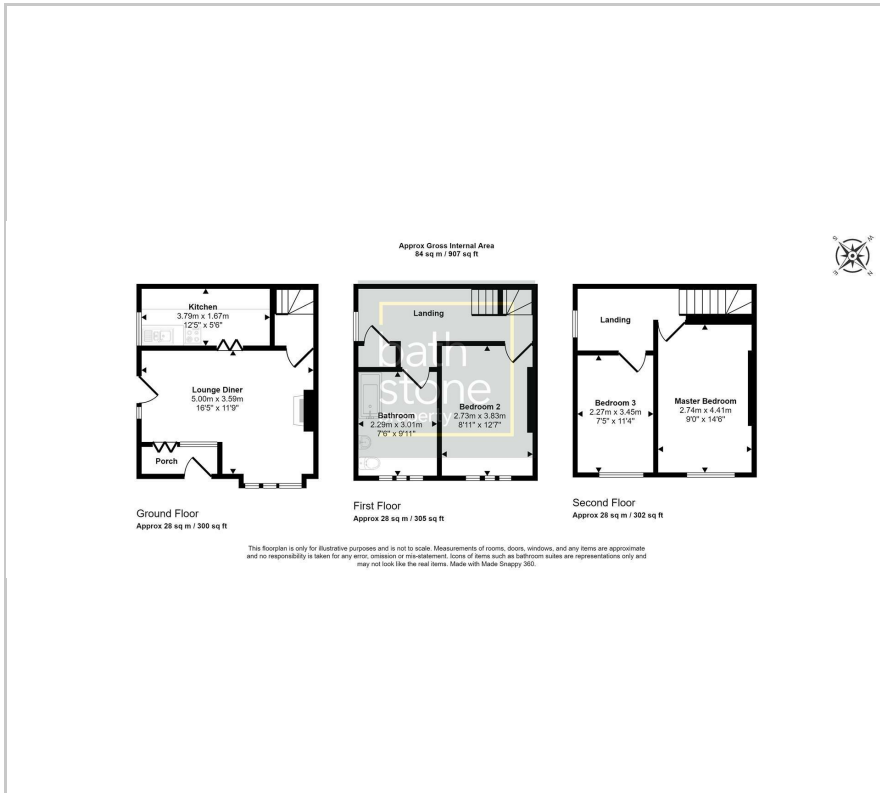 Approx Gross Internal Area
84 sq m / 907 sq ft
S
W
E
N
Kitchen
3.79m x 1.67m
12'5" x 5'6"
Lounge Diner
5.00m x 3.59m
16'5" x 11'9"
Porch
Ground Floor
Approx 28 sq m / 300 sq ft
Landing
bath
stone
property
Bathroom
2.29m x 3.01m
7'6" x 9'11"
Bedroom 2
2.73m x 3.83m
8'11" x 12'7"
First Floor
Approx 28 sq m / 305 sq ft
Landing
Bedroom 3
2.27m x 3.45m
7'5" x 11'4"
Master Bedroom
2.74m x 4.41m
9'0" x 14'6"
Second Floor
Approx 28 sq m / 302 sq ft
This floorplan is only for illustrative purposes and is not to scale. Measurements of rooms, doors, windows, and any items are approximate
and no responsibility is taken for any error, omission or mis-statement. Icons of items such as bathroom suites are representations only and
may not look like the real items. Made with Made Snappy 360.